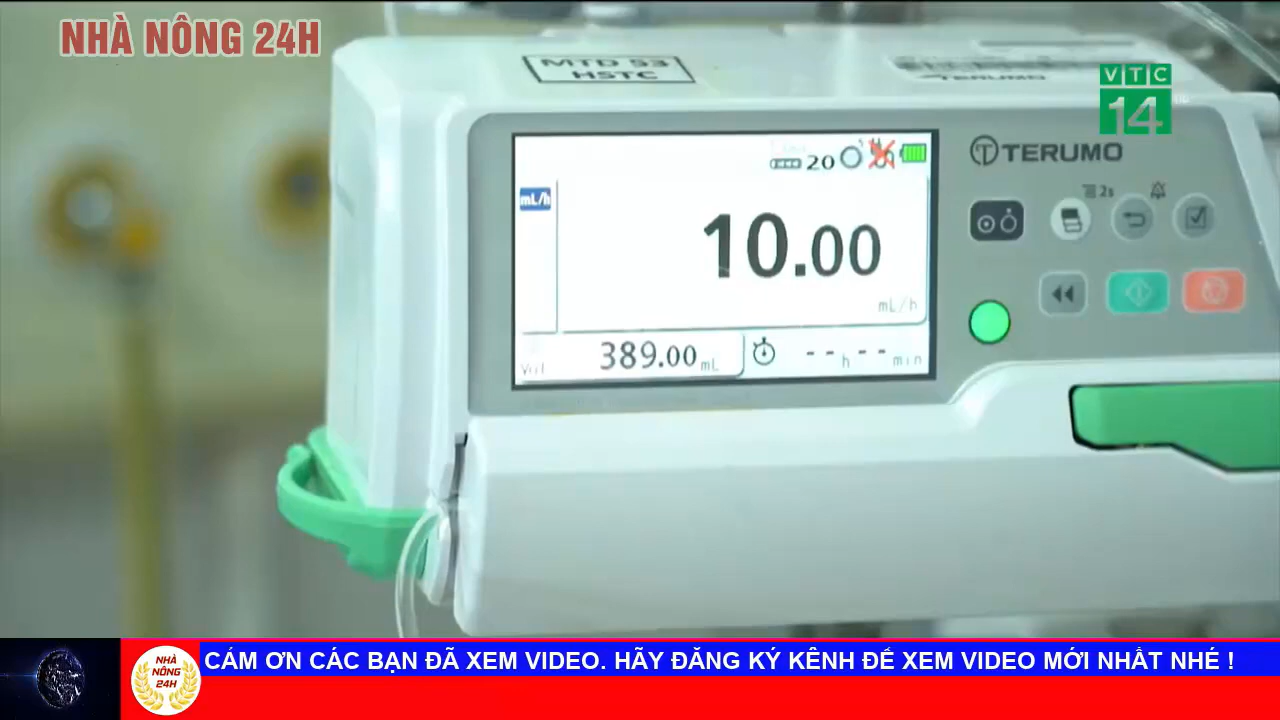 NHÀ NÔNG 24H
MTD 53
HSTC
TERUMO
VTC
14
20
TERUMO
mL/h
2s
10.00
mL/h
389.00 mL
-- h -- min
NHÀ NÔNG 24H
CÁM ƠN CÁC BẠN ĐÃ XEM VIDEO. HÃY ĐĂNG KÝ KÊNH ĐỂ XEM VIDEO MỚI NHẤT NHÉ !